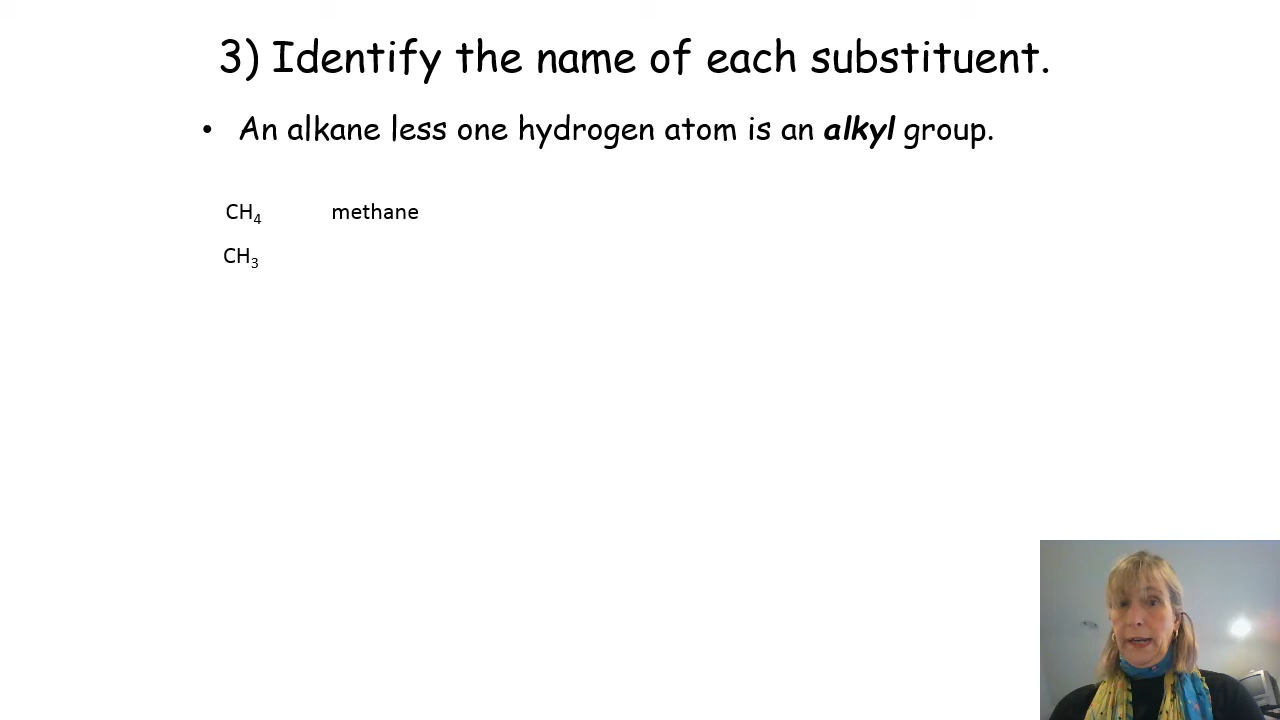 3) Identify the name of each substituent.
• An alkane less one hydrogen atom is an alkyl group.
CH₄ methane
CH₃